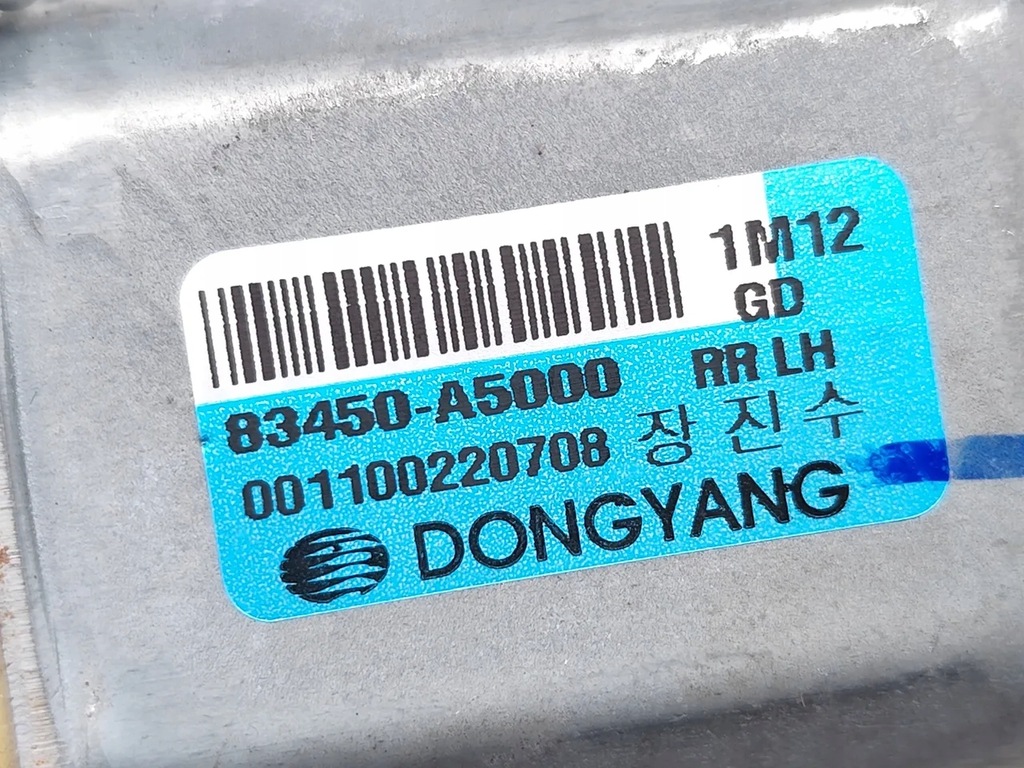 1M12
GD
83450-A5000 RR LH
001100220708 장진수
DONGYANG